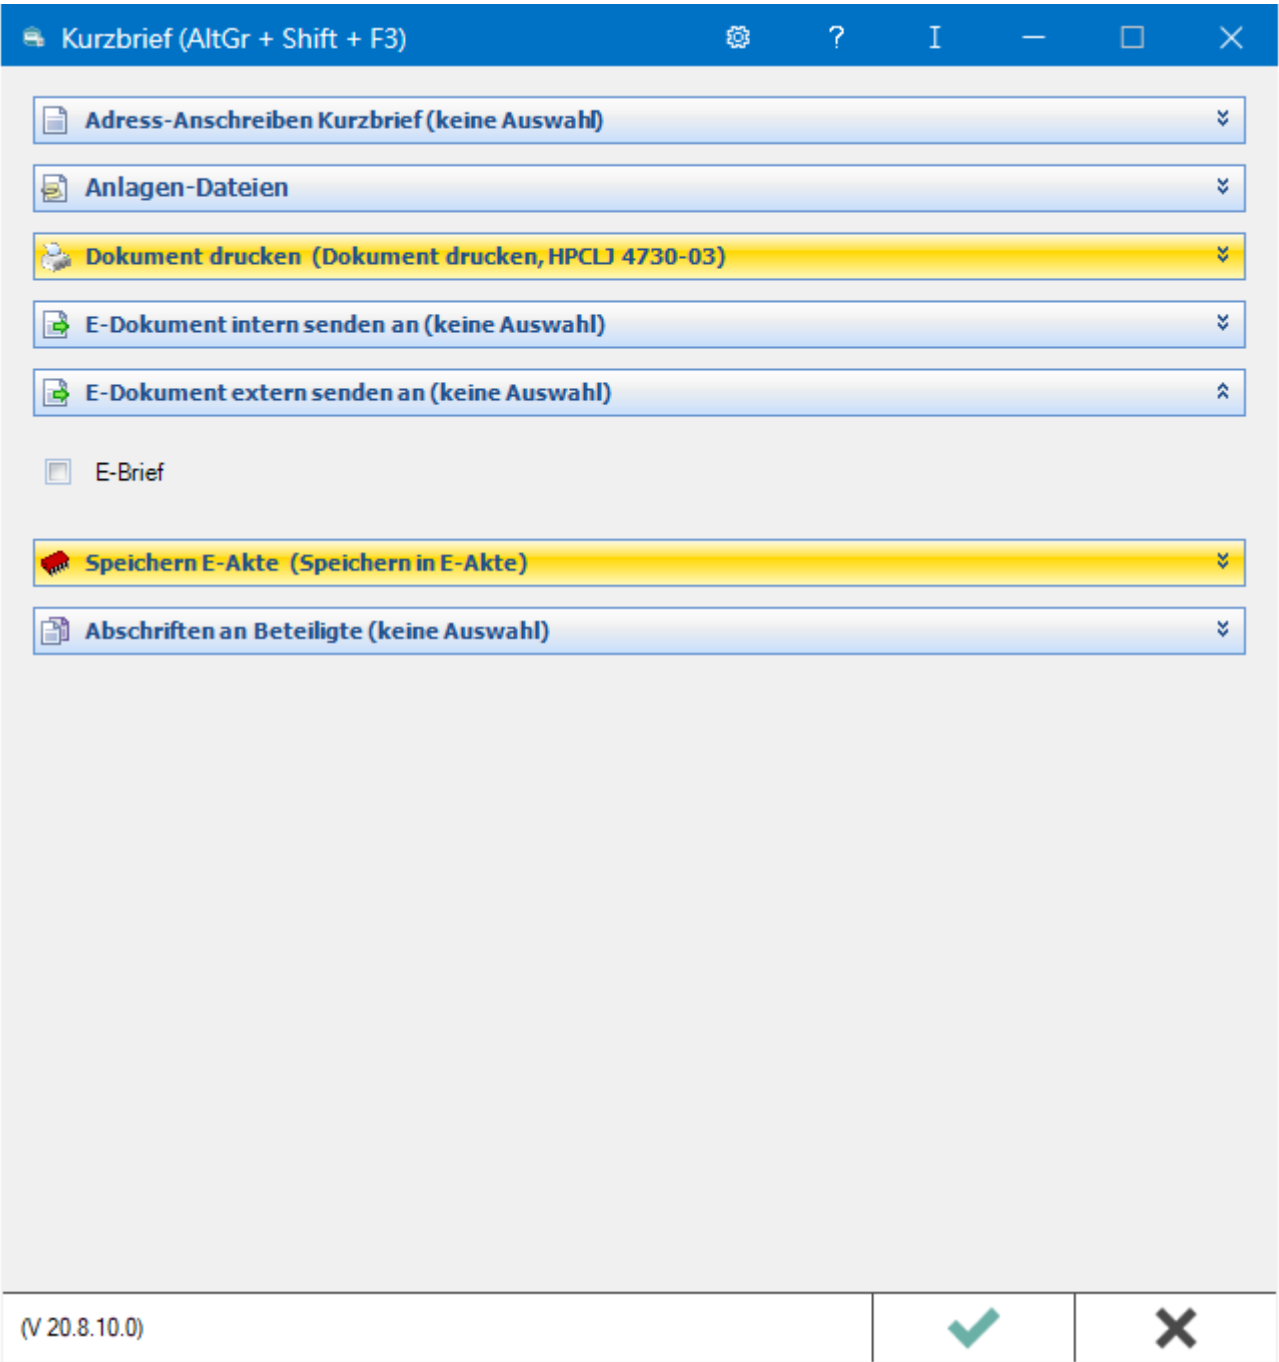 Kurzbrief (AltGr + Shift + F3)
Adress-Anschreiben Kurzbrief (keine Auswahl)
Anlagen-Dateien
Dokument drucken (Dokument drucken, HPCLJ 4730-03)
E-Dokument intern senden an (keine Auswahl)
E-Dokument extern senden an (keine Auswahl)
E-Brief
Speichern E-Akte (Speichern in E-Akte)
Abschriften an Beteiligte (keine Auswahl)
(V 20.8.10.0)